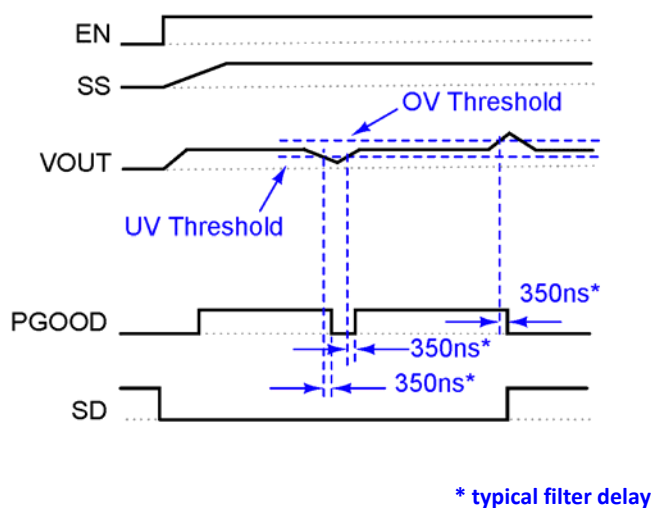 EN
SS
OV Threshold
VOUT
UV Threshold
350ns*
PGOOD
350ns*
350ns*
SD
* typical filter delay